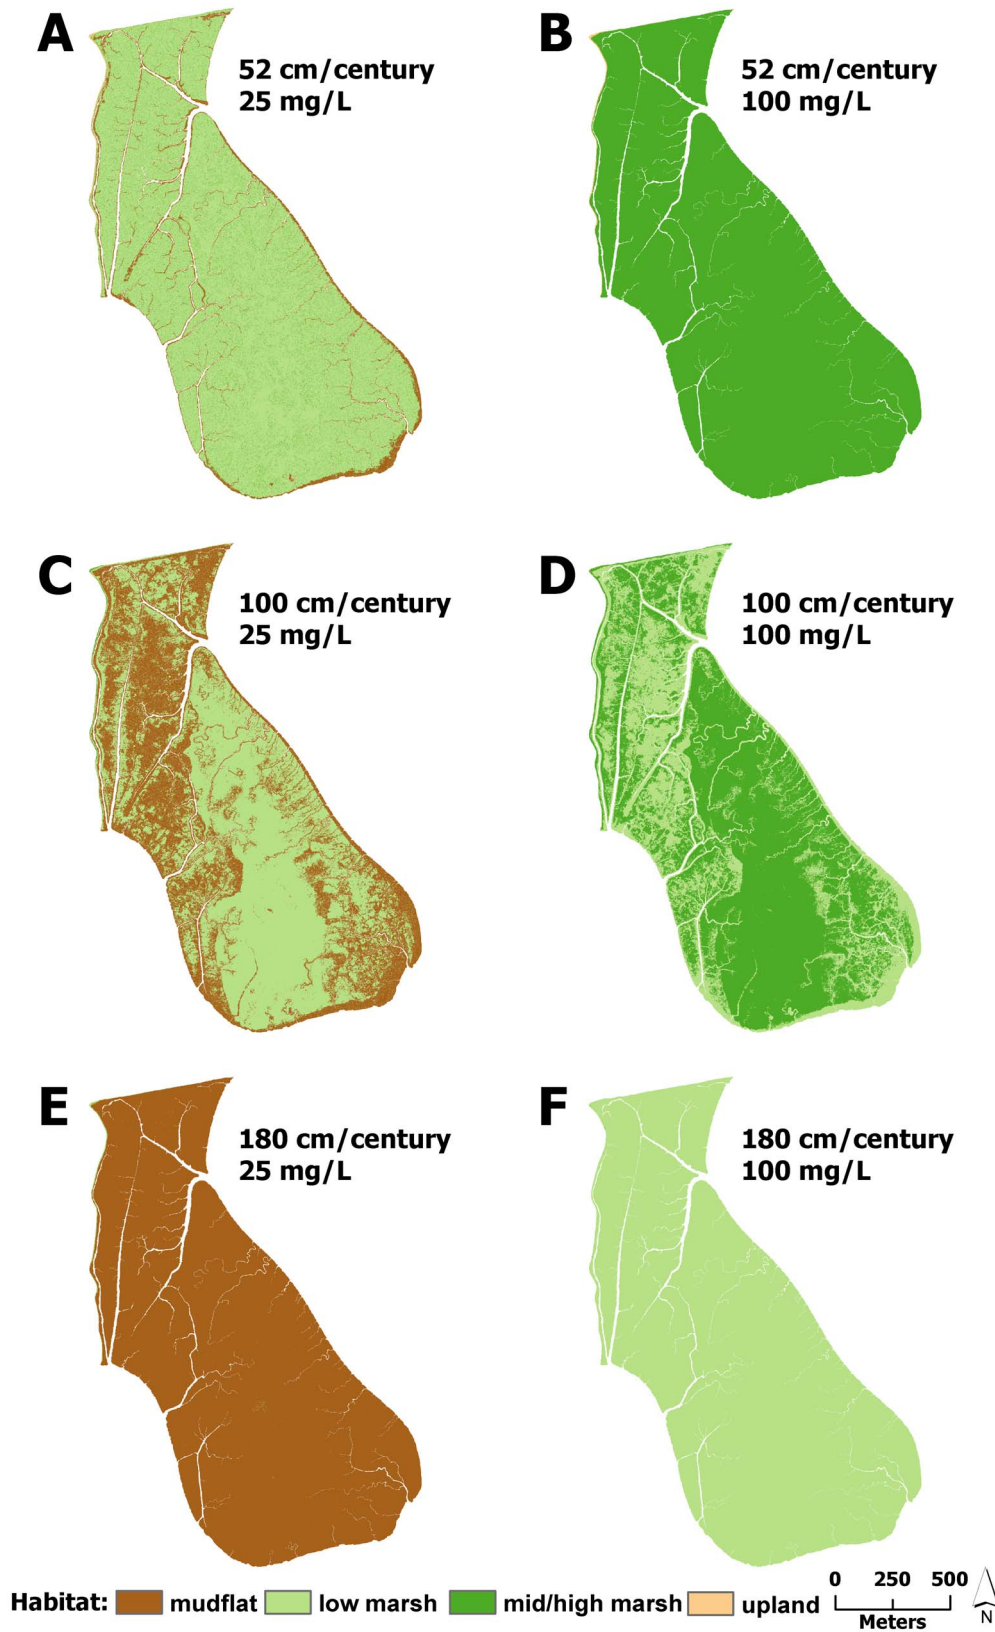 A
52 cm/century
25 mg/L
B
52 cm/century
100 mg/L
C
100 cm/century
25 mg/L
D
100 cm/century
100 mg/L
E
180 cm/century
25 mg/L
F
180 cm/century
100 mg/L
Habitat: mudflat low marsh mid/high marsh upland
0 250 500
Meters
N